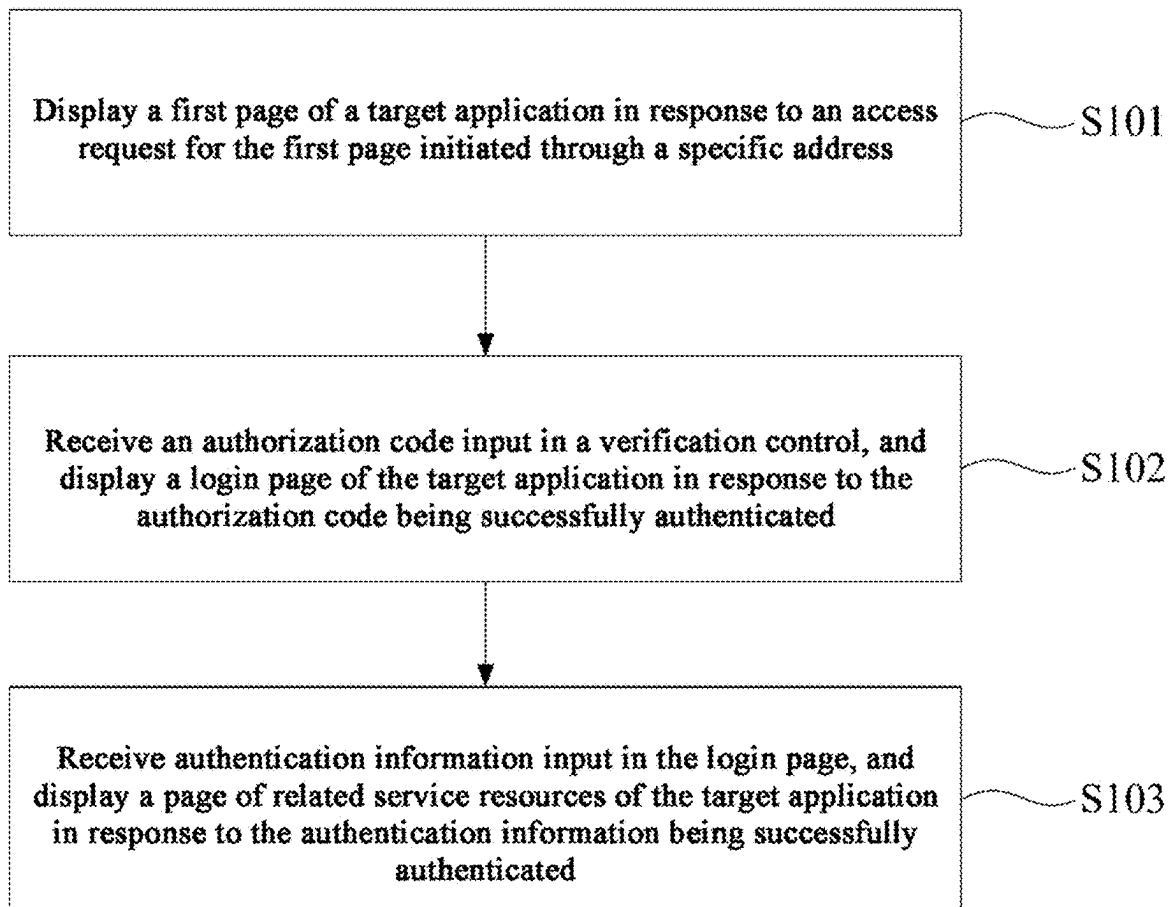 Display a first page of a target application in response to an access
request for the first page initiated through a specific address
S101
Receive an authorization code input in a verification control, and
display a login page of the target application in response to the
authorization code being successfully authenticated
S102
Receive authentication information input in the login page, and
display a page of related service resources of the target application
in response to the authentication information being successfully
authenticated
S103